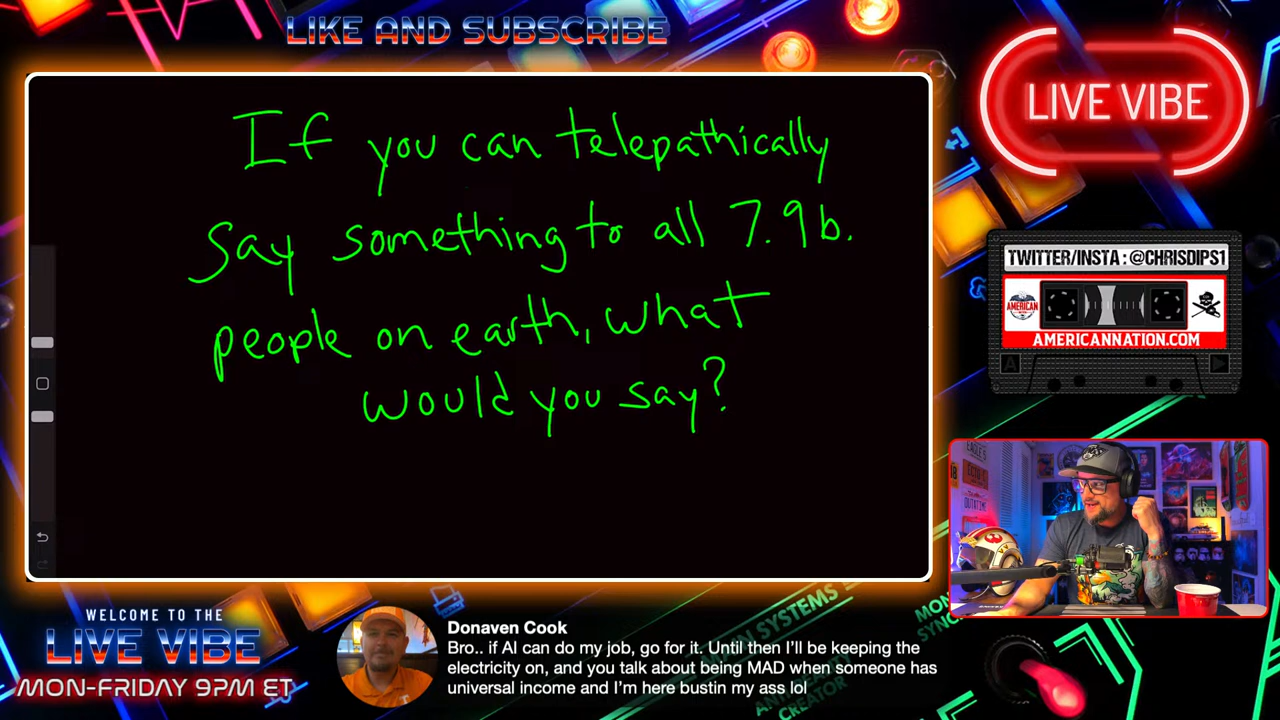 LIKE AND SUBSCRIBE
If you can telepathically
say something to all 7.9b.
people on earth, what
would you say?
LIVE VIBE
TWITTER/INSTA : @CHRISDIPS1
AMERICAN
AMERICANNATION.COM
A
WELCOME TO THE
LIVE VIBE
MON-FRIDAY 9PM ET
Donaven Cook
Bro.. if AI can do my job, go for it. Until then I'll be keeping the
electricity on, and you talk about being MAD when someone has
universal income and I'm here bustin my ass lol
SYSTEMS
CREATOR